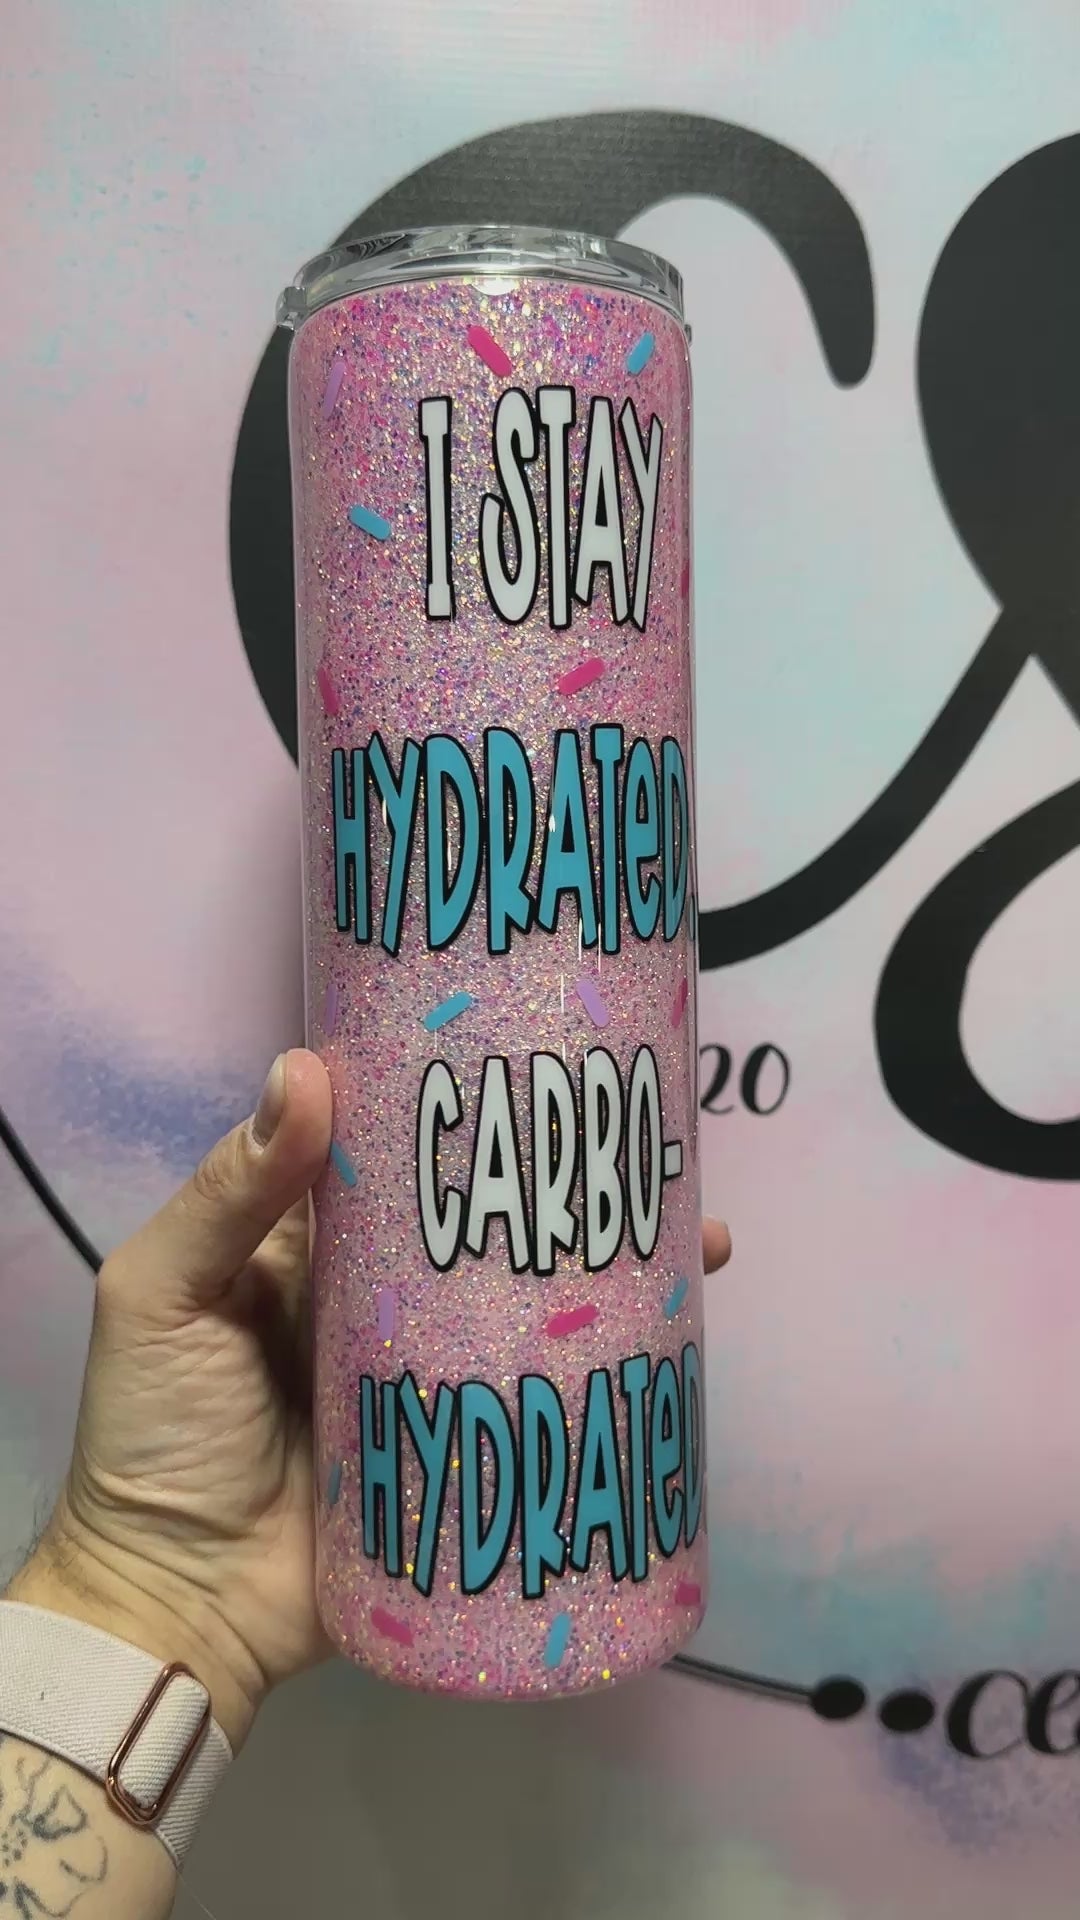 I STAY
HYDRATeD.
CARBO-
HYDRATeD
C&
20